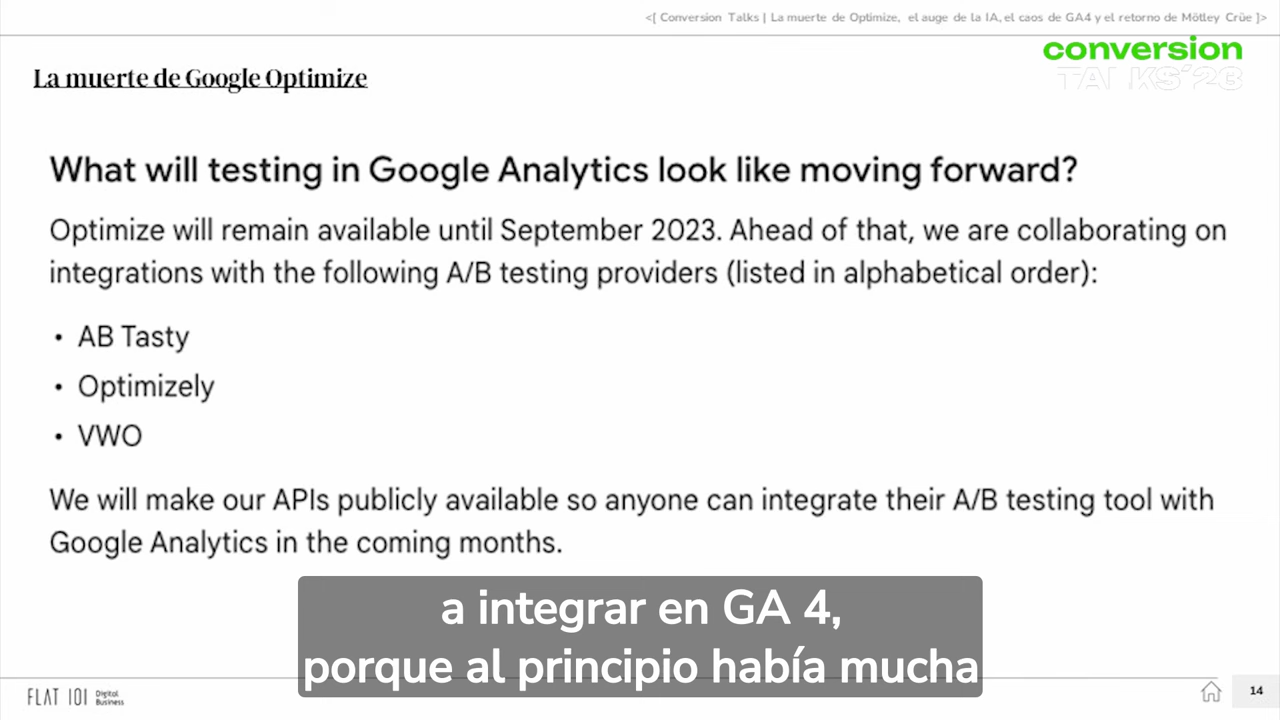 <[ Conversion Talks | La muerte de Optimize, el auge de la IA, el caos de GA4 y el retorno de Mötley Crüe ]>
conversion
TALKS'23
La muerte de Google Optimize
What will testing in Google Analytics look like moving forward?
Optimize will remain available until September 2023. Ahead of that, we are collaborating on
integrations with the following A/B testing providers (listed in alphabetical order):
• AB Tasty
• Optimizely
• VWO
We will make our APIs publicly available so anyone can integrate their A/B testing tool with
Google Analytics in the coming months.
a integrar en GA 4,
porque al principio había mucha
FLAT 101 Digital
Business
14